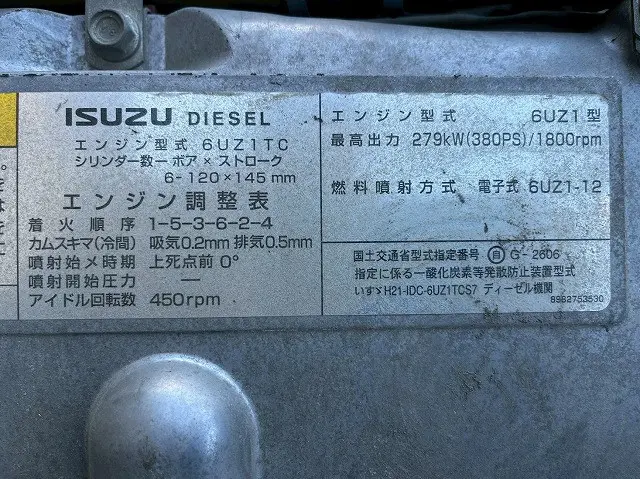 ISUZU DIESEL
エンジン型式 6UZ1TC
シリンダー数－ボア×ストローク
6－120×145mm
エンジン調整表
着火順序 1-5-3-6-2-4
カムスキマ(冷間) 吸気0.2mm 排気0.5mm
噴射始メ時期 上死点前0°
噴射開始圧力 ―
アイドル回転数 450rpm
エンジン型式 6UZ1型
最高出力 279kW(380PS)/1800rpm
燃料噴射方式 電子式 6UZ1-12
国土交通省型式指定番号 自 G-2606
指定に係る一酸化炭素等発散防止装置型式
いすゞH21-IDC-6UZ1TCS7 ディーゼル機関
8982753530